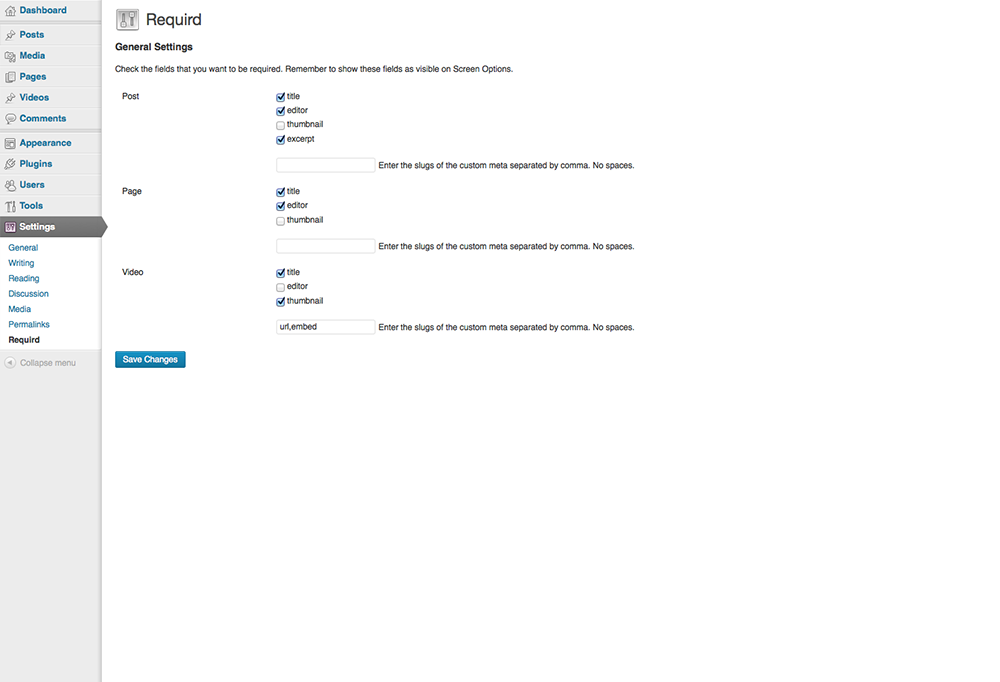 Dashboard
Posts
Media
Pages
Videos
Comments
Appearance
Plugins
Users
Tools
Settings
General
Writing
Reading
Discussion
Media
Permalinks
Requird
Collapse menu
Requird
General Settings
Check the fields that you want to be required. Remember to show these fields as visible on Screen Options.
Post
title
editor
thumbnail
excerpt
Enter the slugs of the custom meta separated by comma. No spaces.
Page
title
editor
thumbnail
Enter the slugs of the custom meta separated by comma. No spaces.
Video
title
editor
thumbnail
url,embed Enter the slugs of the custom meta separated by comma. No spaces.
Save Changes